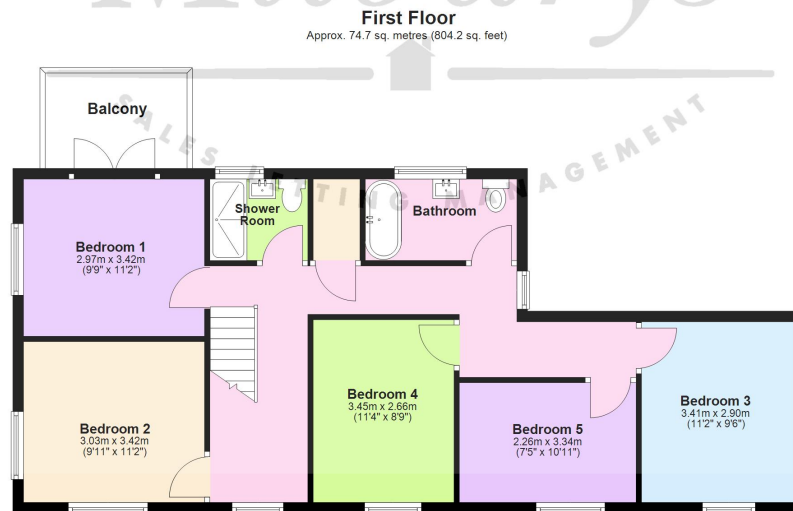 First Floor
Approx. 74.7 sq. metres (804.2 sq. feet)
Balcony
SALES LETTING MANAGEMENT
Shower
Room
Bathroom
Bedroom 1
2.97m x 3.42m
(9'9" x 11'2")
Bedroom 4
3.45m x 2.66m
(11'4" x 8'9")
Bedroom 3
3.41m x 2.90m
(11'2" x 9'6")
Bedroom 5
2.26m x 3.34m
(7'5" x 10'11")
Bedroom 2
3.03m x 3.42m
(9'11" x 11'2")